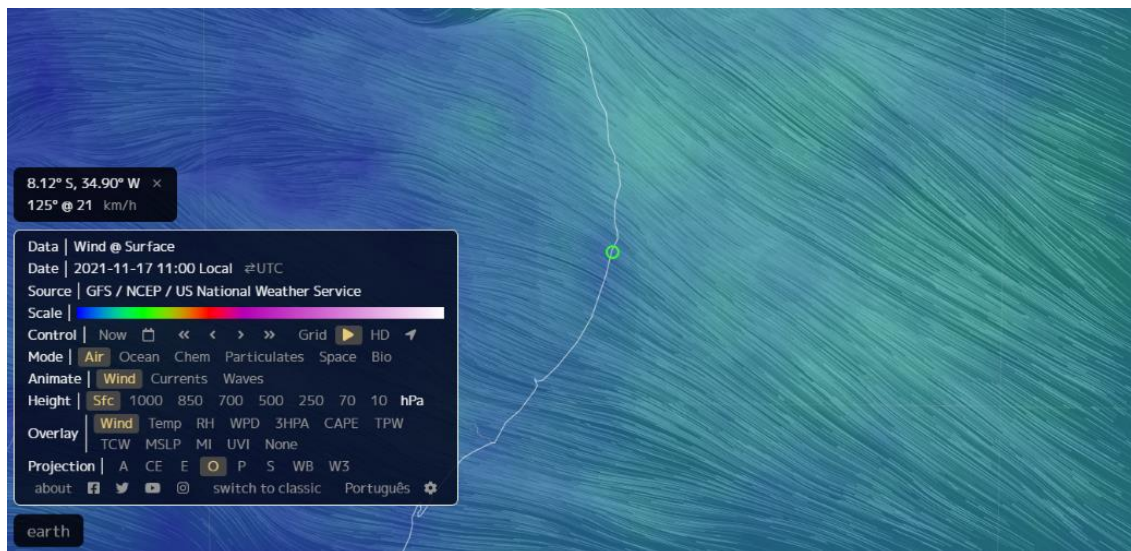 8.12° S, 34.90° W ×
125° @ 21 km/h
Data | Wind @ Surface
Date | 2021-11-17 11:00 Local ⇄UTC
Source | GFS / NCEP / US National Weather Service
Scale |
Control | Now « ‹ › » Grid HD
Mode | Air Ocean Chem Particulates Space Bio
Animate | Wind Currents Waves
Height | Sfc 1000 850 700 500 250 70 10 hPa
Overlay | Wind Temp RH WPD 3HPA CAPE TPW
TCW MSLP MI UVI None
Projection | A CE E O P S WB W3
about switch to classic Português
earth